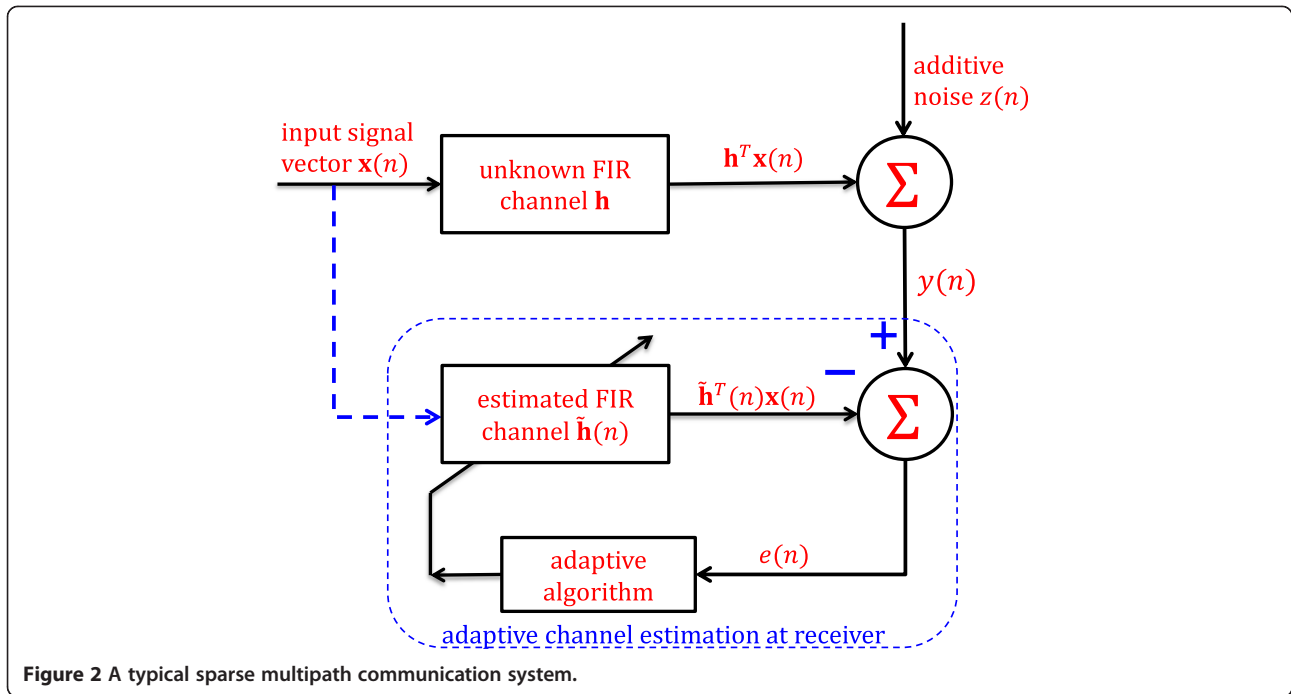 additive
noise z(n)
input signal
vector x(n)
unknown FIR
channel h
h^T x(n)
Σ
y(n)
+
−
estimated FIR
channel h̃(n)
h̃^T(n)x(n)
Σ
adaptive
algorithm
e(n)
adaptive channel estimation at receiver
Figure 2 A typical sparse multipath communication system.